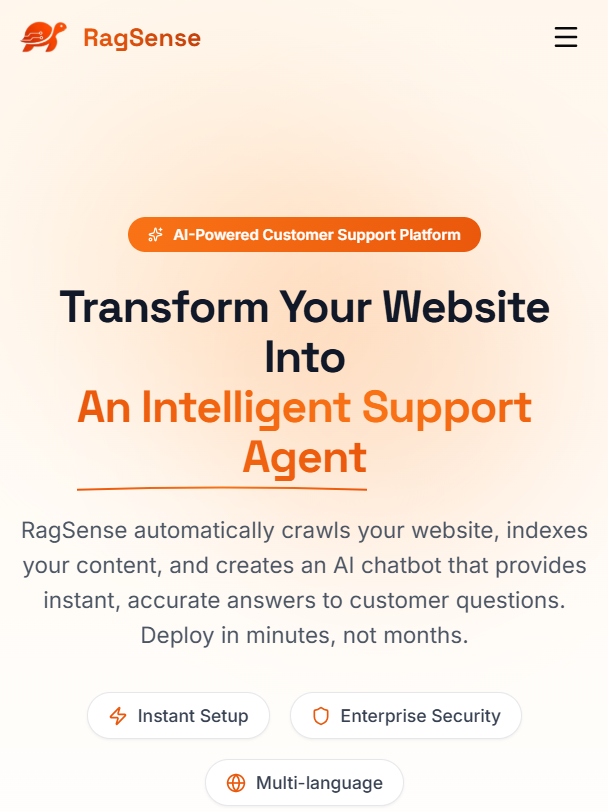 RagSense
AI-Powered Customer Support Platform
Transform Your Website
Into
An Intelligent Support
Agent
RagSense automatically crawls your website, indexes
your content, and creates an AI chatbot that provides
instant, accurate answers to customer questions.
Deploy in minutes, not months.
Instant Setup
Enterprise Security
Multi-language